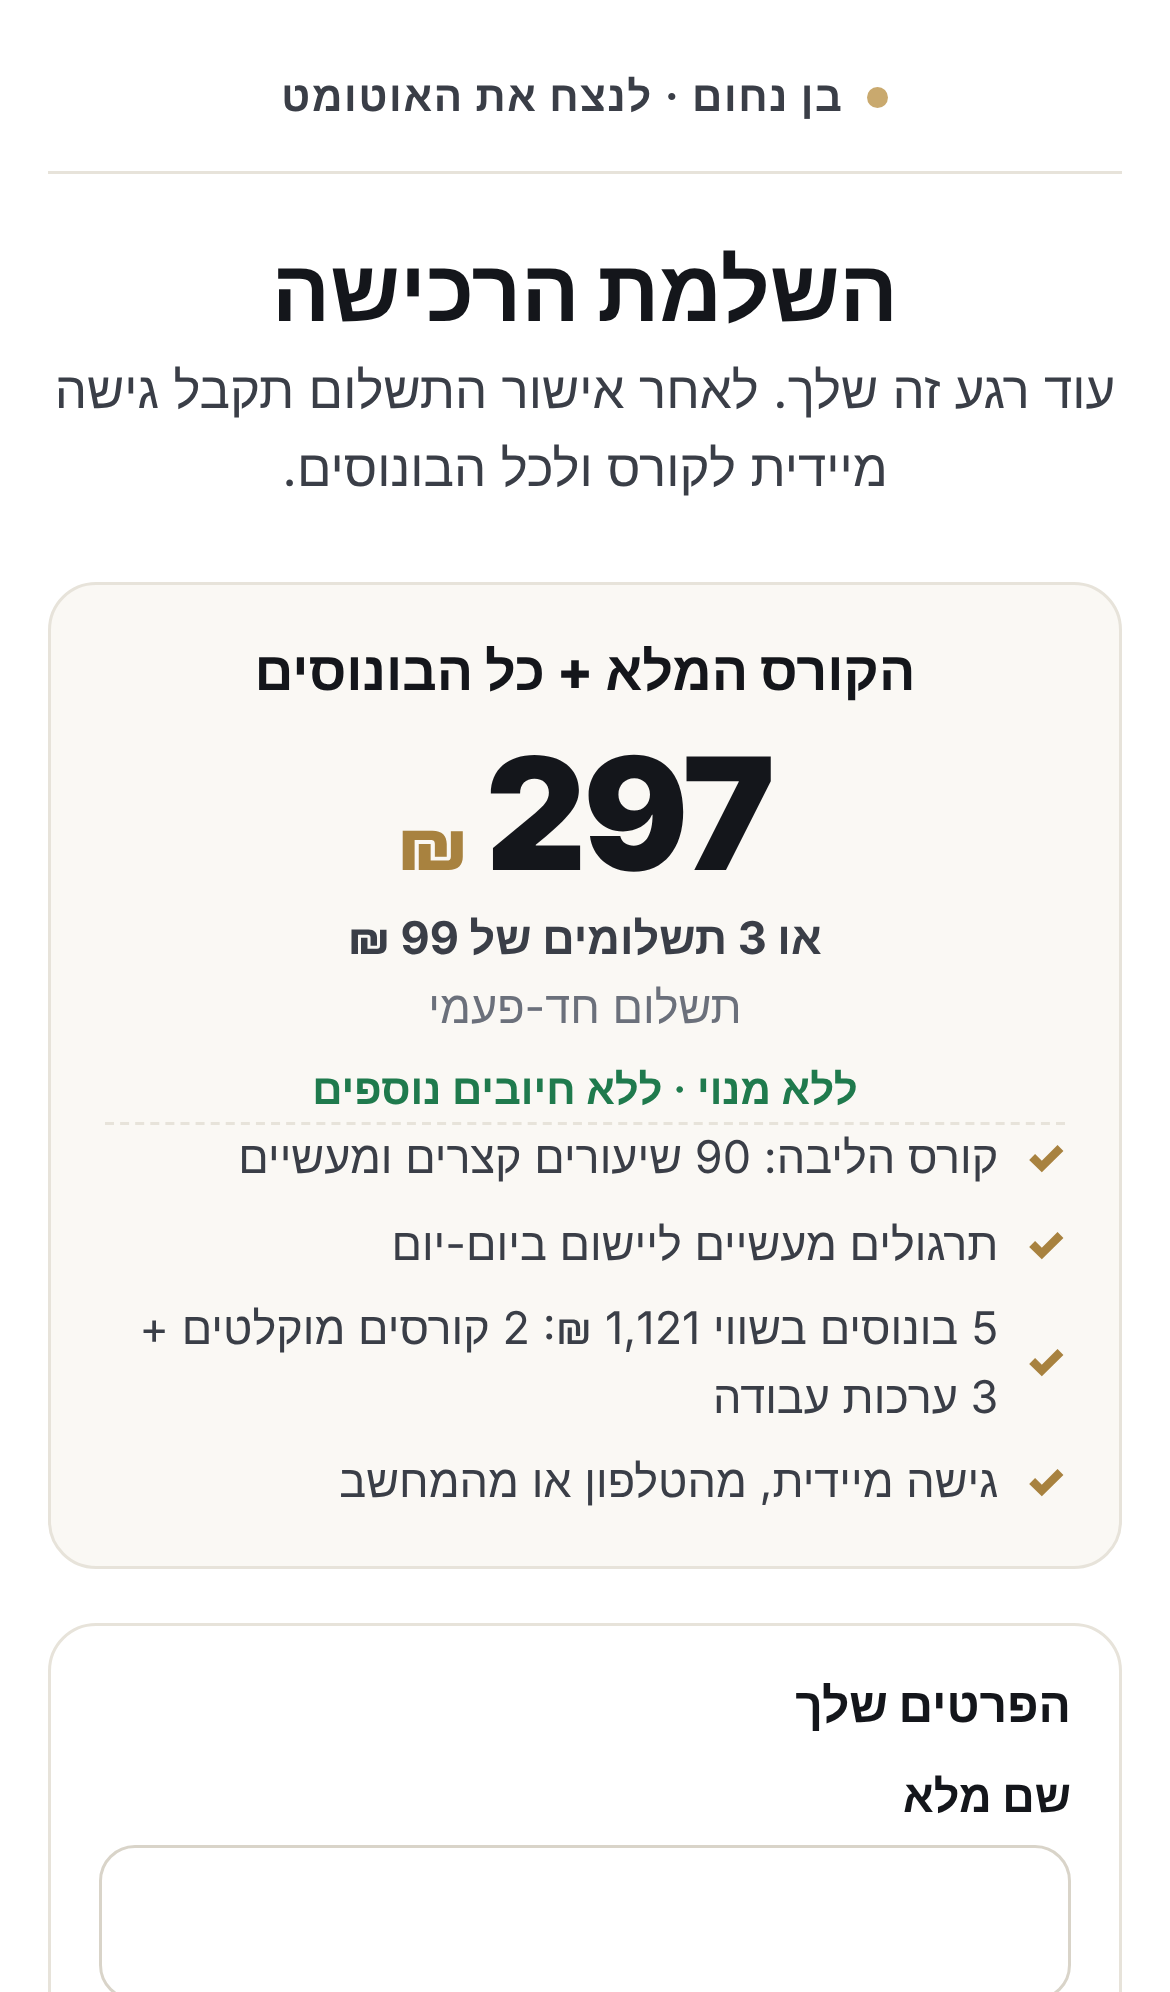 בן נחום · לנצח את האוטומט
השלמת הרכישה
עוד רגע זה שלך. לאחר אישור התשלום תקבל גישה
מיידית לקורס ולכל הבונוסים.
הקורס המלא + כל הבונוסים
297 ₪
או 3 תשלומים של 99 ₪
תשלום חד-פעמי
ללא מנוי · ללא חיובים נוספים
קורס הליבה: 90 שיעורים קצרים ומעשיים
תרגולים מעשיים ליישום ביום-יום
5 בונוסים בשווי 1,121 ₪: 2 קורסים מוקלטים +
3 ערכות עבודה
גישה מיידית, מהטלפון או מהמחשב
הפרטים שלך
שם מלא